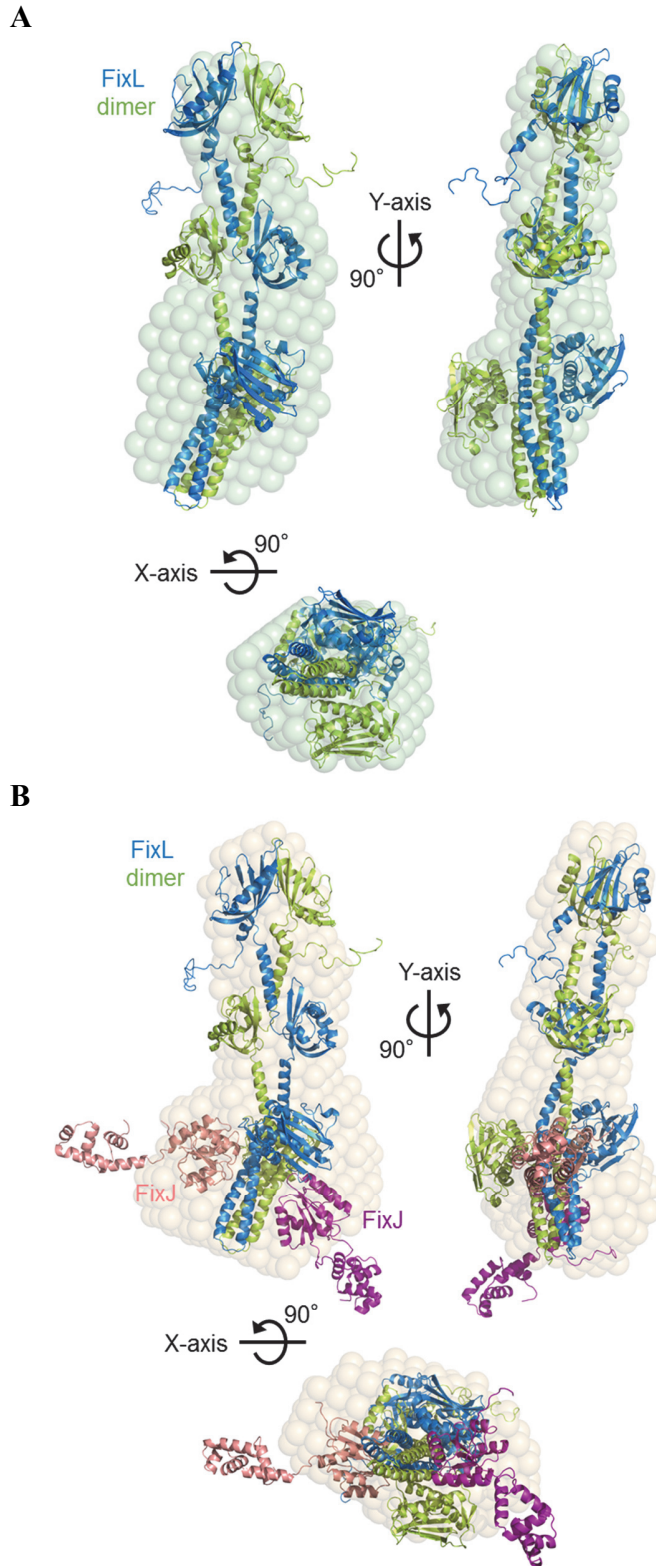 A
FixL
dimer
Y-axis
90°
90°
X-axis
B
FixL
dimer
Y-axis
90°
FixJ
FixJ
90°
X-axis